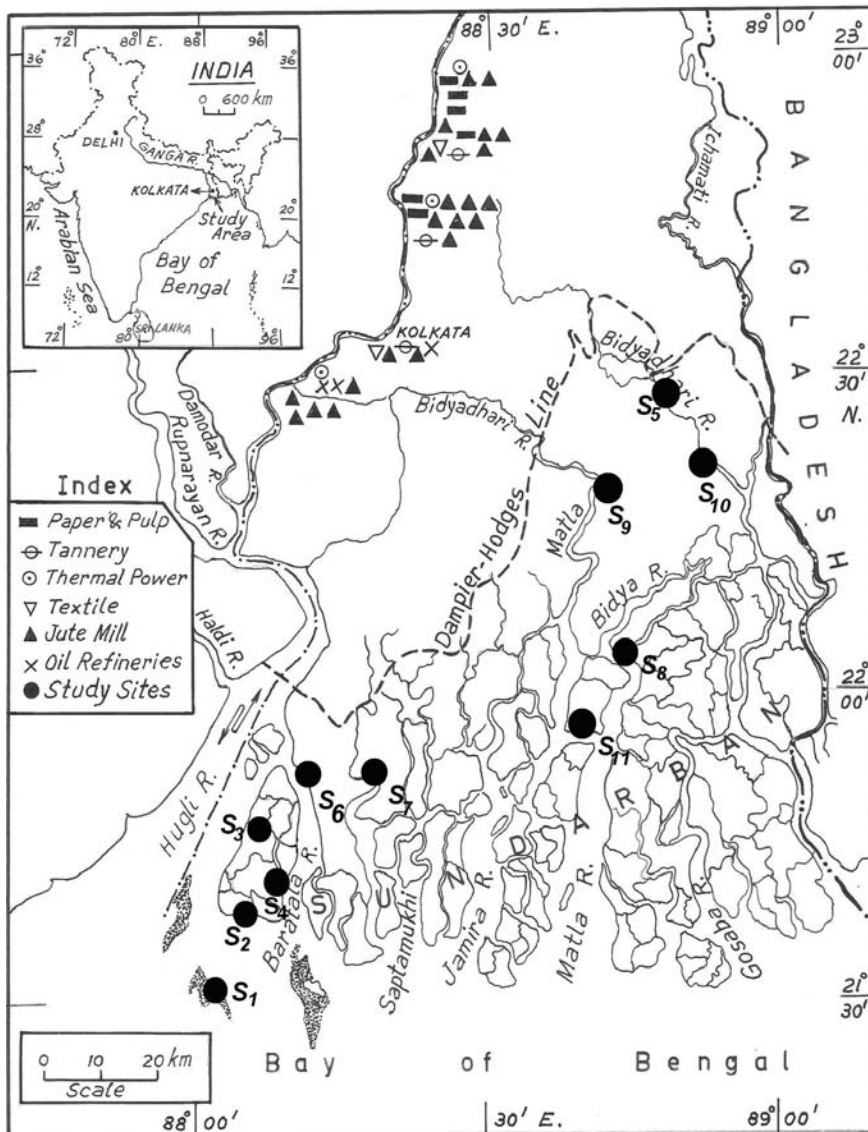 88° 30' E.
89° 00'
23° 00'
72° 80° E. 88° 96°
36°
36°
INDIA
0 600 km
28°
28°
DELHI
GANGA R.
KOLKATA
20° N.
20°
Study Area
Arabian Sea
Bay of Bengal
12°
12°
SRI LANKA
72° 80° 96°
BANGLADESH
Ichamati R.
KOLKATA
22° 30' N.
Bidyadhari R.
S5
Damodar R.
Rupnarayan R.
Bidyadhari R.
Dampier-Hodges Line
S10
S9
Index
Paper & Pulp
Tannery
Thermal Power
Textile
Jute Mill
Oil Refineries
Study Sites
Matla
Bidya R.
Haldi R.
S8
22° 00'
S11
Hugli R.
S6
S7
S3
SUNDARBAN
S4
Baratala R.
S2
Saptamukhi
Jamira R.
Matla R.
Gosaba R.
S1
21° 30'
0 10 20 km
Scale
Bay of Bengal
88° 00'
30' E.
89° 00'